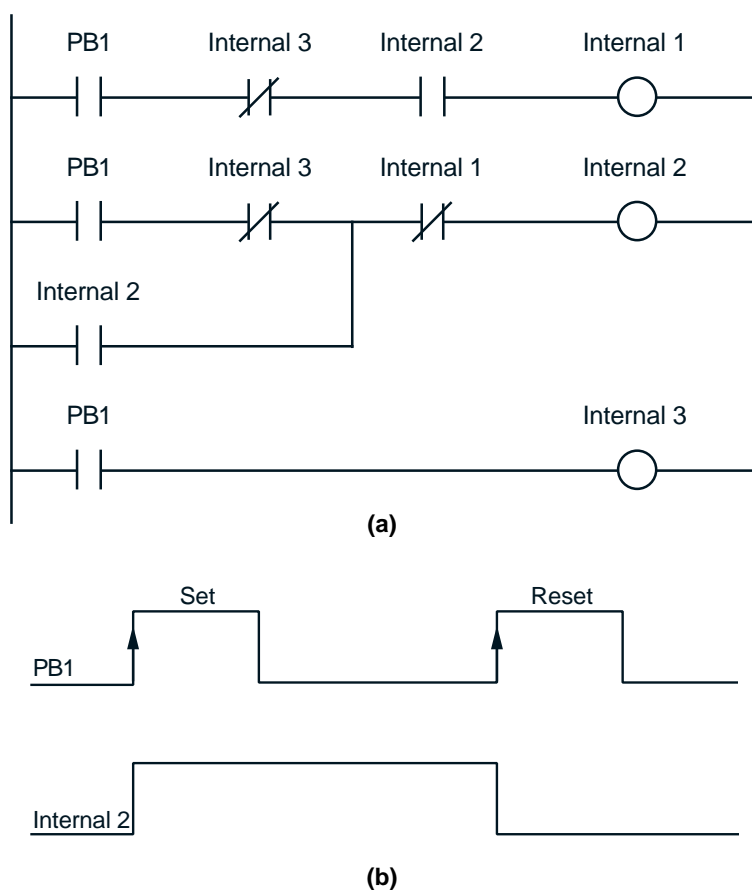 PB1 Internal 3 Internal 2 Internal 1
PB1 Internal 3 Internal 1 Internal 2
Internal 2
PB1 Internal 3
(a)
Set Reset
PB1
Internal 2
(b)